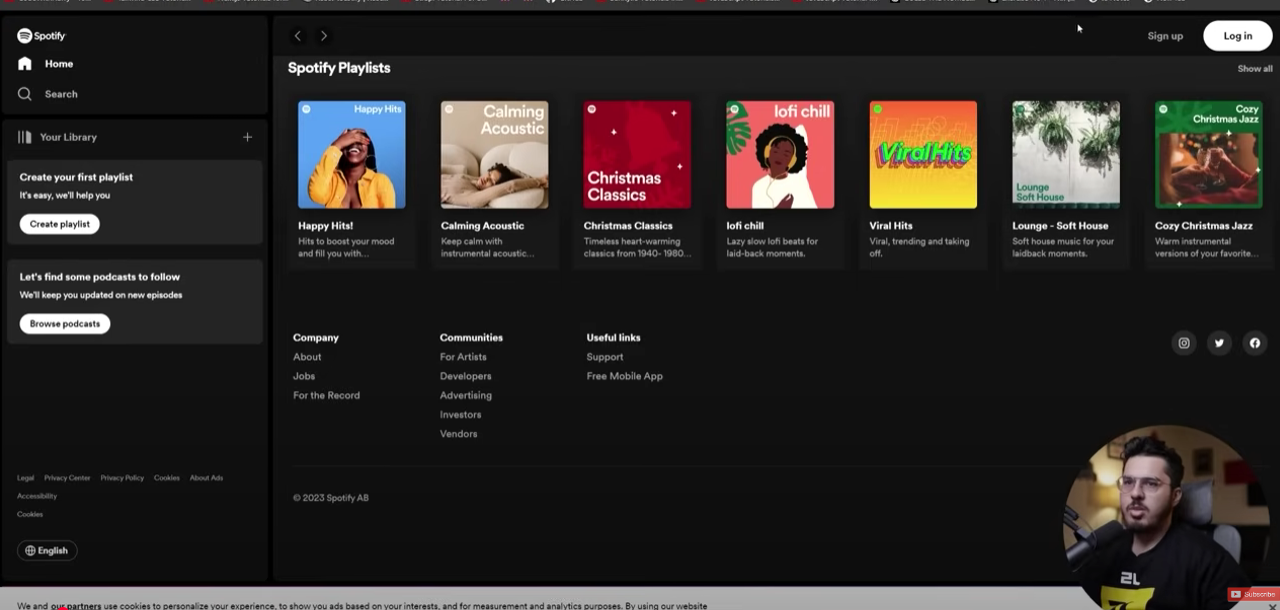 Spotify
Home
Search
Your Library
Create your first playlist
It's easy, we'll help you
Create playlist
Let's find some podcasts to follow
We'll keep you updated on new episodes
Browse podcasts
Legal Privacy Center Privacy Policy Cookies About Ads
Accessibility
Cookies
English
Sign up
Log in
Spotify Playlists
Show all
Happy Hits
Happy Hits!
Hits to boost your mood
and fill you with...
Calming
Acoustic
Calming Acoustic
Keep calm with
instrumental acoustic...
Christmas
Classics
Christmas Classics
Timeless heart-warming
classics from 1940- 1980...
lofi chill
lofi chill
Lazy slow lofi beats for
laid-back moments.
Viral Hits
Viral Hits
Viral, trending and taking
off.
Lounge
Soft House
Lounge - Soft House
Soft house music for your
laidback moments.
Cozy
Christmas Jazz
Cozy Christmas Jazz
Warm instrumental
versions of your favorite...
Company
About
Jobs
For the Record
Communities
For Artists
Developers
Advertising
Investors
Vendors
Useful links
Support
Free Mobile App
© 2023 Spotify AB
Subscribe
We and our partners use cookies to personalize your experience, to show you ads based on your interests, and for measurement and analytics purposes. By using our website